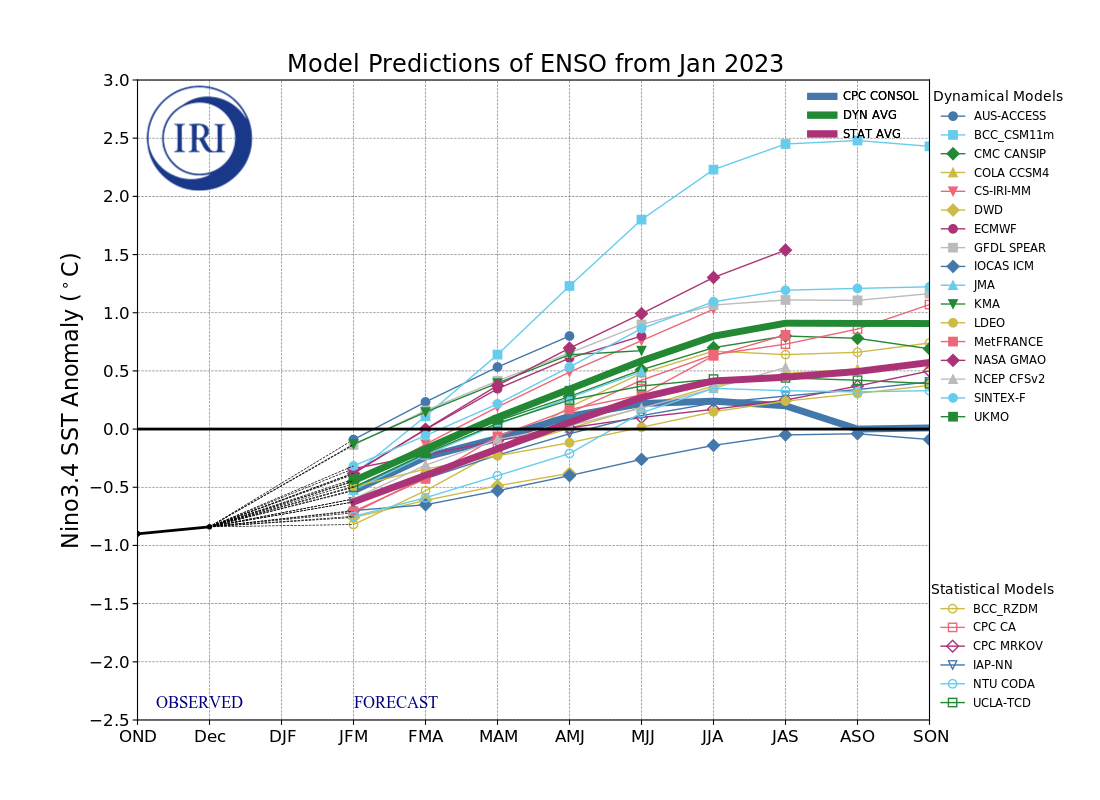 Model Predictions of ENSO from Jan 2023
Nino3.4 SST Anomaly (°C)
3.0
2.5
2.0
1.5
1.0
0.5
0.0
−0.5
−1.0
−1.5
−2.0
−2.5
IRI
CPC CONSOL
DYN AVG
STAT AVG
OBSERVED
FORECAST
OND Dec DJF JFM FMA MAM AMJ MJJ JJA JAS ASO SON
Dynamical Models
AUS-ACCESS
BCC_CSM11m
CMC CANSIP
COLA CCSM4
CS-IRI-MM
DWD
ECMWF
GFDL SPEAR
IOCAS ICM
JMA
KMA
LDEO
MetFRANCE
NASA GMAO
NCEP CFSv2
SINTEX-F
UKMO
Statistical Models
BCC_RZDM
CPC CA
CPC MRKOV
IAP-NN
NTU CODA
UCLA-TCD